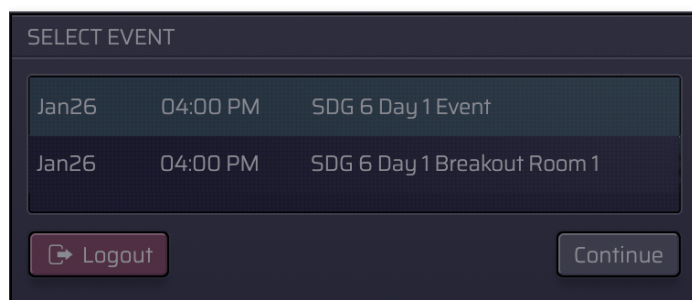 SELECT EVENT
Jan26 04:00 PM SDG 6 Day 1 Event
Jan26 04:00 PM SDG 6 Day 1 Breakout Room 1
Logout Continue